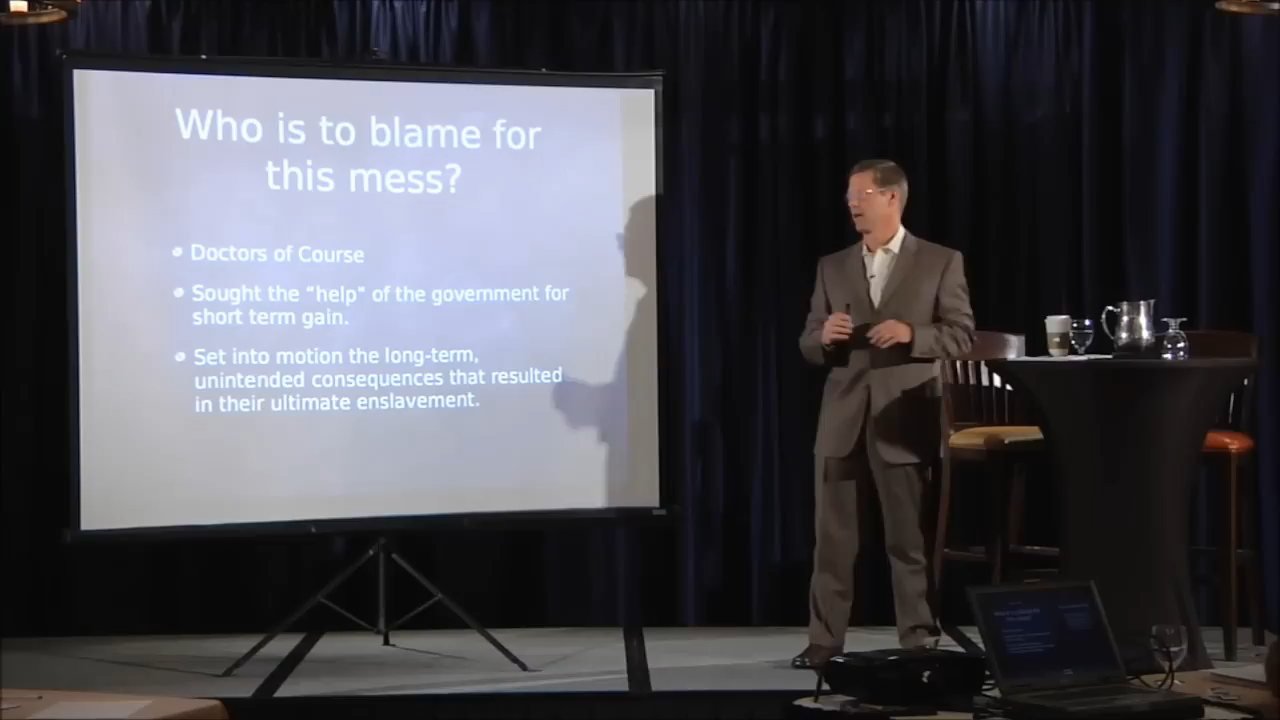 Who is to blame for
this mess?
• Doctors of Course
• Sought the "help" of the government for
short term gain.
• Set into motion the long-term,
unintended consequences that resulted
in their ultimate enslavement.